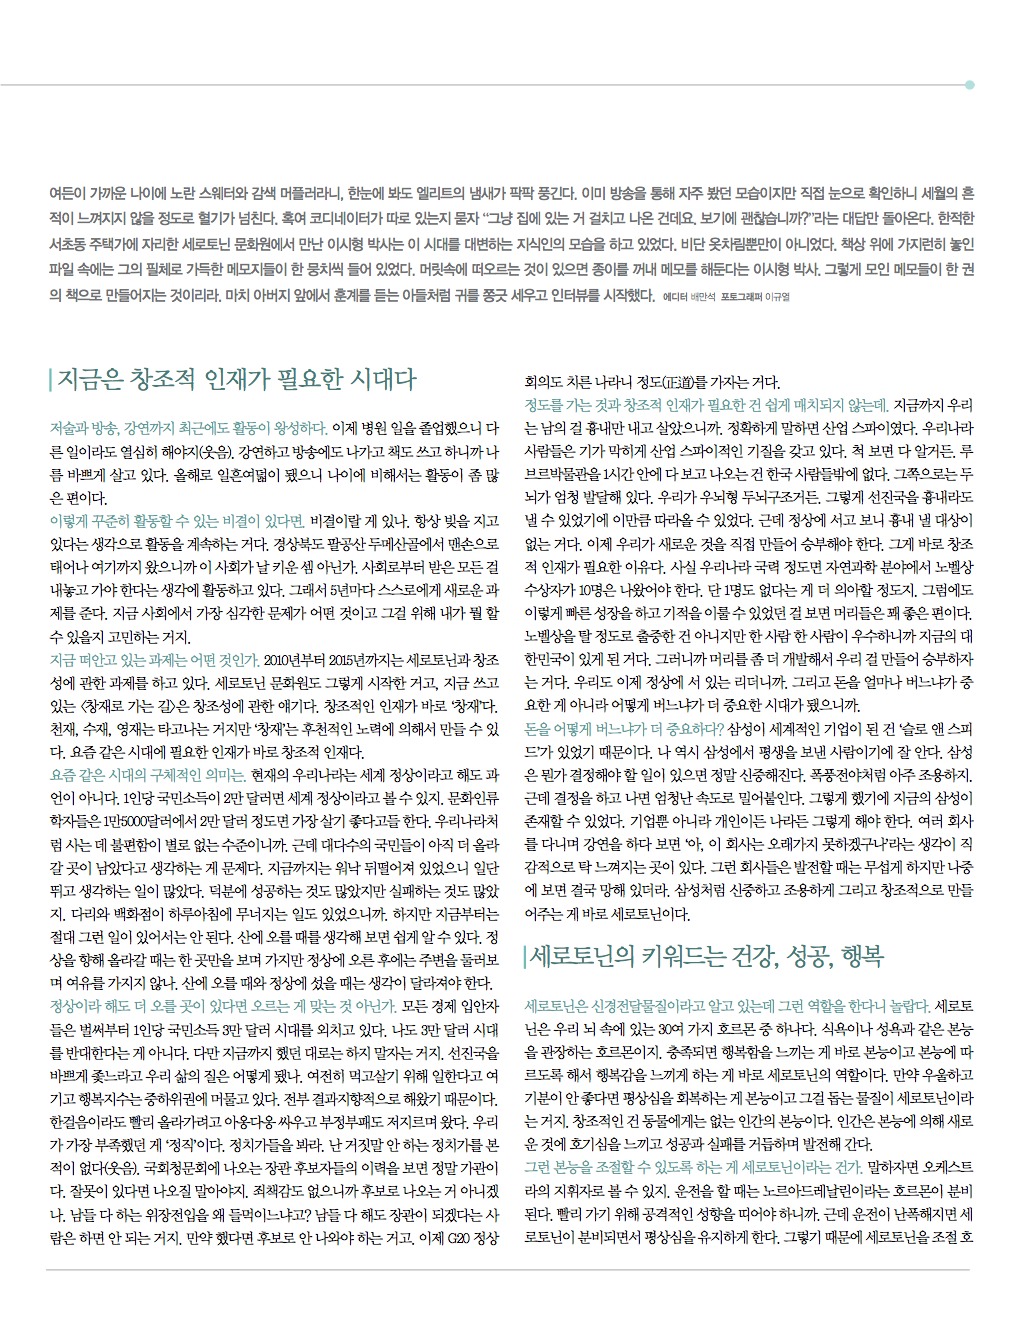 여든이 가까운 나이에 노란 스웨터와 감색 머플러라니, 한눈에 봐도 엘리트의 냄새가 팍팍 풍긴다. 이미 방송을 통해 자주 봤던 모습이지만 직접 눈으로 확인하니 세월의 흔
적이 느껴지지 않을 정도로 혈기가 넘친다. 혹여 코디네이터가 따로 있는지 묻자 “그냥 집에 있는 거 걸치고 나온 건데요. 보기에 괜찮습니까?”라는 대답만 돌아온다. 한적한
서초동 주택가에 자리한 세로토닌 문화원에서 만난 이시형 박사는 이 시대를 대변하는 지식인의 모습을 하고 있었다. 비단 옷차림뿐만이 아니었다. 책상 위에 가지런히 놓인
파일 속에는 그의 필체로 가득한 메모지들이 한 뭉치씩 들어 있었다. 머릿속에 떠오르는 것이 있으면 종이를 꺼내 메모를 해둔다는 이시형 박사. 그렇게 모인 메모들이 한 권
의 책으로 만들어지는 것이리라. 마치 아버지 앞에서 훈계를 듣는 아들처럼 귀를 쫑긋 세우고 인터뷰를 시작했다. 에디터 배만석 포토그래퍼 이규열
지금은 창조적 인재가 필요한 시대다
저술과 방송, 강연까지 최근에도 활동이 왕성하다. 이제 병원 일을 졸업했으니 다
른 일이라도 열심히 해야지(웃음). 강연하고 방송에도 나가고 책도 쓰고 하니까 나
름 바쁘게 살고 있다. 올해로 일흔여덟이 됐으니 나이에 비해서는 활동이 좀 많
은 편이다.
이렇게 꾸준히 활동할 수 있는 비결이 있다면. 비결이랄 게 있나. 항상 빚을 지고
있다는 생각으로 활동을 계속하는 거다. 경상북도 팔공산 두메산골에서 맨손으로
태어나 여기까지 왔으니까 이 사회가 날 키운 셈 아닌가. 사회로부터 받은 모든 걸
내놓고 가야 한다는 생각에 활동하고 있다. 그래서 5년마다 스스로에게 새로운 과
제를 준다. 지금 사회에서 가장 심각한 문제가 어떤 것이고 그걸 위해 내가 뭘 할
수 있을지 고민하는 거지.
지금 떠안고 있는 과제는 어떤 것인가. 2010년부터 2015년까지는 세로토닌과 창조
성에 관한 과제를 하고 있다. 세로토닌 문화원도 그렇게 시작한 거고, 지금 쓰고
있는 〈창재로 가는 길〉은 창조성에 관한 얘기다. 창조적인 인재가 바로 ‘창재’다.
천재, 수재, 영재는 타고나는 거지만 ‘창재’는 후천적인 노력에 의해서 만들 수 있
다. 요즘 같은 시대에 필요한 인재가 바로 창조적 인재다.
요즘 같은 시대의 구체적인 의미는. 현재의 우리나라는 세계 정상이라고 해도 과
언이 아니다. 1인당 국민소득이 2만 달러면 세계 정상이라고 볼 수 있지. 문화인류
학자들은 1만5000달러에서 2만 달러 정도면 가장 살기 좋다고들 한다. 우리나라처
럼 사는 데 불편함이 별로 없는 수준이니까. 근데 대다수의 국민들이 아직 더 올라
갈 곳이 남았다고 생각하는 게 문제다. 지금까지는 워낙 뒤떨어져 있었으니 일단
뛰고 생각하는 일이 많았다. 덕분에 성공하는 것도 많았지만 실패하는 것도 많았
지. 다리와 백화점이 하루아침에 무너지는 일도 있었으니까. 하지만 지금부터는
절대 그런 일이 있어서는 안 된다. 산에 오를 때를 생각해 보면 쉽게 알 수 있다. 정
상을 향해 올라갈 때는 한 곳만을 보며 가지만 정상에 오른 후에는 주변을 둘러보
며 여유를 가지지 않나. 산에 오를 때와 정상에 섰을 때는 생각이 달라져야 한다.
정상이라 해도 더 오를 곳이 있다면 오르는 게 맞는 것 아닌가. 모든 경제 입안자
들은 벌써부터 1인당 국민소득 3만 달러 시대를 외치고 있다. 나도 3만 달러 시대
를 반대한다는 게 아니다. 다만 지금까지 했던 대로는 하지 말자는 거지. 선진국을
바쁘게 좇느라고 우리 삶의 질은 어떻게 됐나. 여전히 먹고살기 위해 일한다고 여
기고 행복지수는 중하위권에 머물고 있다. 전부 결과지향적으로 해왔기 때문이다.
한걸음이라도 빨리 올라가려고 아웅다웅 싸우고 부정부패도 저지르며 왔다. 우리
가 가장 부족했던 게 ‘정직’이다. 정치가들을 봐라. 난 거짓말 안 하는 정치가를 본
적이 없다(웃음). 국회청문회에 나오는 장관 후보자들의 이력을 보면 정말 가관이
다. 잘못이 있다면 나오질 말아야지. 죄책감도 없으니까 후보로 나오는 거 아니겠
나. 남들 다 하는 위장전입을 왜 들먹이느냐고? 남들 다 해도 장관이 되겠다는 사
람은 하면 안 되는 거지. 만약 했다면 후보로 안 나와야 하는 거고. 이제 G20 정상
회의도 치른 나라니 정도(正道)를 가자는 거다.
정도를 가는 것과 창조적 인재가 필요한 건 쉽게 매치되지 않는데. 지금까지 우리
는 남의 걸 흉내만 내고 살았으니까. 정확하게 말하면 산업 스파이였다. 우리나라
사람들은 기가 막히게 산업 스파이적인 기질을 갖고 있다. 척 보면 다 알거든. 루
브르박물관을 1시간 안에 다 보고 나오는 건 한국 사람들밖에 없다. 그쪽으로는 두
뇌가 엄청 발달해 있다. 우리가 우뇌형 두뇌구조거든. 그렇게 선진국을 흉내라도
낼 수 있었기에 이만큼 따라올 수 있었다. 근데 정상에 서고 보니 흉내 낼 대상이
없는 거다. 이제 우리가 새로운 것을 직접 만들어 승부해야 한다. 그게 바로 창조
적 인재가 필요한 이유다. 사실 우리나라 국력 정도면 자연과학 분야에서 노벨상
수상자가 10명은 나왔어야 한다. 단 1명도 없다는 게 더 의아할 정도지. 그럼에도
이렇게 빠른 성장을 하고 기적을 이룰 수 있었던 걸 보면 머리들은 꽤 좋은 편이다.
노벨상을 탈 정도로 출중한 건 아니지만 한 사람 한 사람이 우수하니까 지금의 대
한민국이 있게 된 거다. 그러니까 머리를 좀 더 개발해서 우리 걸 만들어 승부하자
는 거다. 우리도 이제 정상에 서 있는 리더니까. 그리고 돈을 얼마나 버느냐가 중
요한 게 아니라 어떻게 버느냐가 더 중요한 시대가 됐으니까.
돈을 어떻게 버느냐가 더 중요하다? 삼성이 세계적인 기업이 된 건 ‘슬로 앤 스피
드’가 있었기 때문이다. 나 역시 삼성에서 평생을 보낸 사람이기에 잘 안다. 삼성
은 뭔가 결정해야 할 일이 있으면 정말 신중해진다. 폭풍전야처럼 아주 조용하지.
근데 결정을 하고 나면 엄청난 속도로 밀어붙인다. 그렇게 했기에 지금의 삼성이
존재할 수 있었다. 기업뿐 아니라 개인이든 나라든 그렇게 해야 한다. 여러 회사
를 다니며 강연을 하다 보면 ‘아, 이 회사는 오래가지 못하겠구나’라는 생각이 직
감적으로 탁 느껴지는 곳이 있다. 그런 회사들은 발전할 때는 무섭게 하지만 나중
에 보면 결국 망해 있더라. 삼성처럼 신중하고 조용하게 그리고 창조적으로 만들
어주는 게 바로 세로토닌이다.
세로토닌의 키워드는 건강, 성공, 행복
세로토닌은 신경전달물질이라고 알고 있는데 그런 역할을 한다니 놀랍다. 세로토
닌은 우리 뇌 속에 있는 30여 가지 호르몬 중 하나다. 식욕이나 성욕과 같은 본능
을 관장하는 호르몬이지. 충족되면 행복함을 느끼는 게 바로 본능이고 본능에 따
르도록 해서 행복감을 느끼게 하는 게 바로 세로토닌의 역할이다. 만약 우울하고
기분이 안 좋다면 평상심을 회복하는 게 본능이고 그걸 돕는 물질이 세로토닌이라
는 거지. 창조적인 건 동물에게는 없는 인간의 본능이다. 인간은 본능에 의해 새로
운 것에 호기심을 느끼고 성공과 실패를 거듭하며 발전해 간다.
그런 본능을 조절할 수 있도록 하는 게 세로토닌이라는 건가. 말하자면 오케스트
라의 지휘자로 볼 수 있지. 운전을 할 때는 노르아드레날린이라는 호르몬이 분비
된다. 빨리 가기 위해 공격적인 성향을 띠어야 하니까. 근데 운전이 난폭해지면 세
로토닌이 분비되면서 평상심을 유지하게 한다. 그렇기 때문에 세로토닌을 조절 호